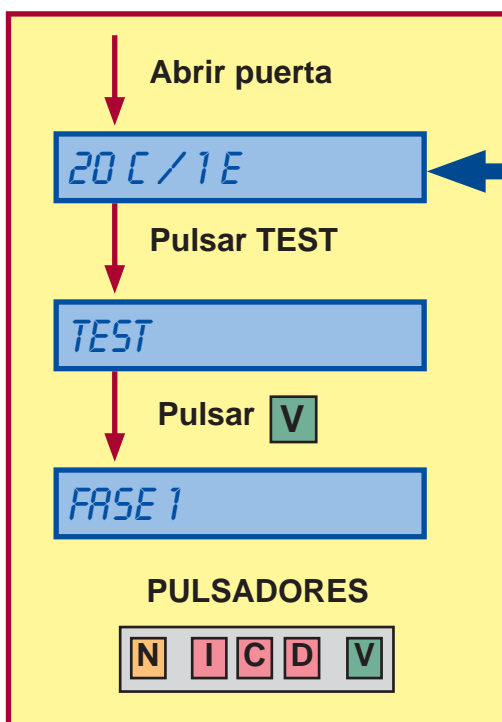 Abrir puerta
20 C / 1 E
Pulsar TEST
TEST
Pulsar V
FASE 1
PULSADORES
N I C D V